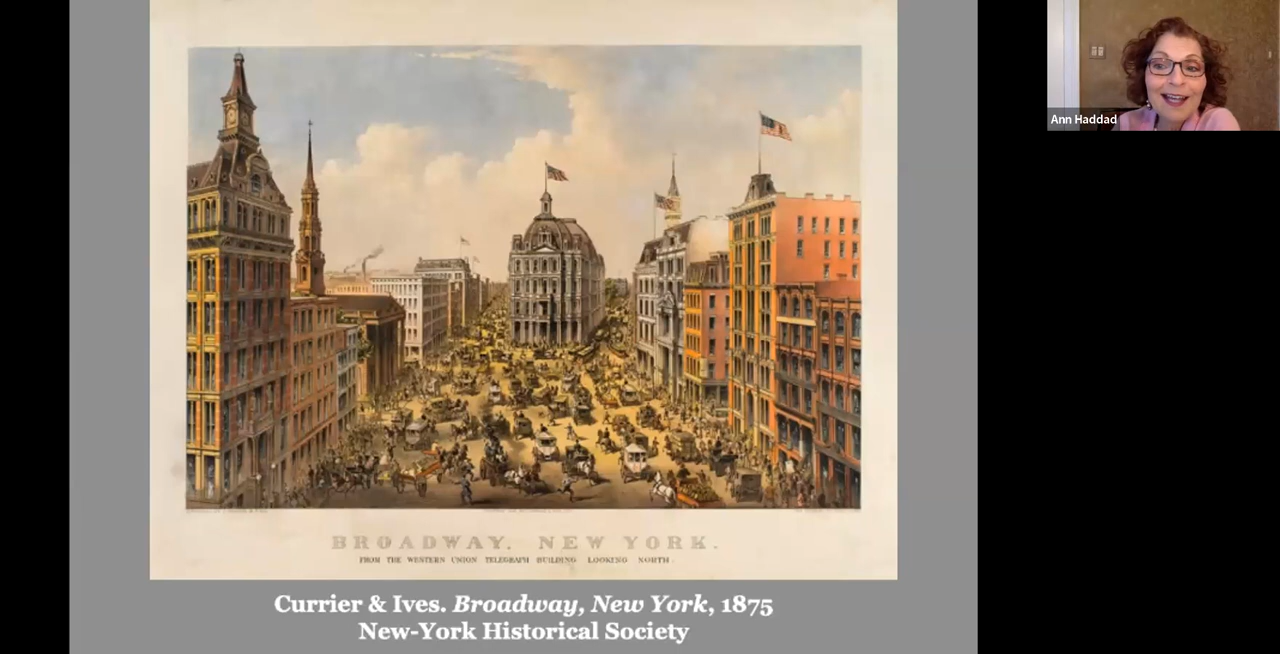 Ann Haddad
BROADWAY, NEW YORK.
FROM THE WESTERN UNION TELEGRAPH BUILDING LOOKING NORTH.
Currier & Ives. Broadway, New York, 1875
New-York Historical Society